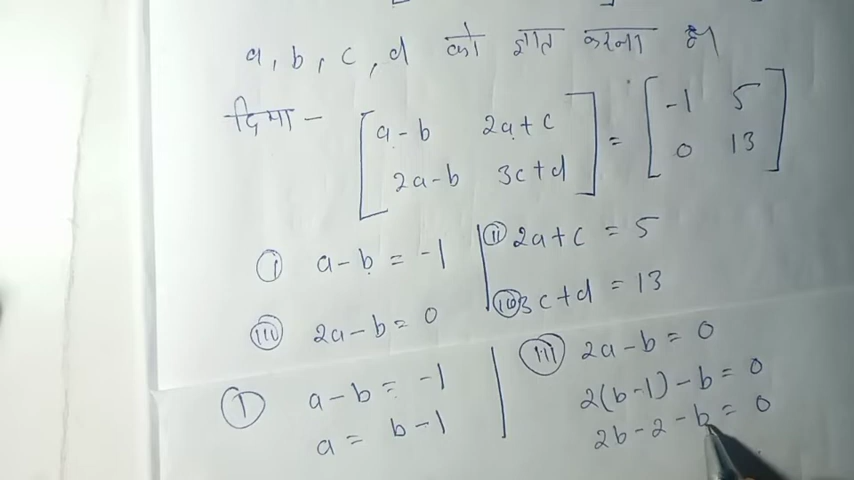 a, b, c, d को ज्ञात करना है।
दिया - [ a - b 2a + c ] = [ -1 5 ]
[ 2a - b 3c + d ] [ 0 13 ]
(i) a - b = -1 (ii) 2a + c = 5
(iii) 2a - b = 0 3c + d = 13
(I) a - b = -1 (III) 2a - b = 0
a = b - 1 2(b - 1) - b = 0
2b - 2 - b = 0